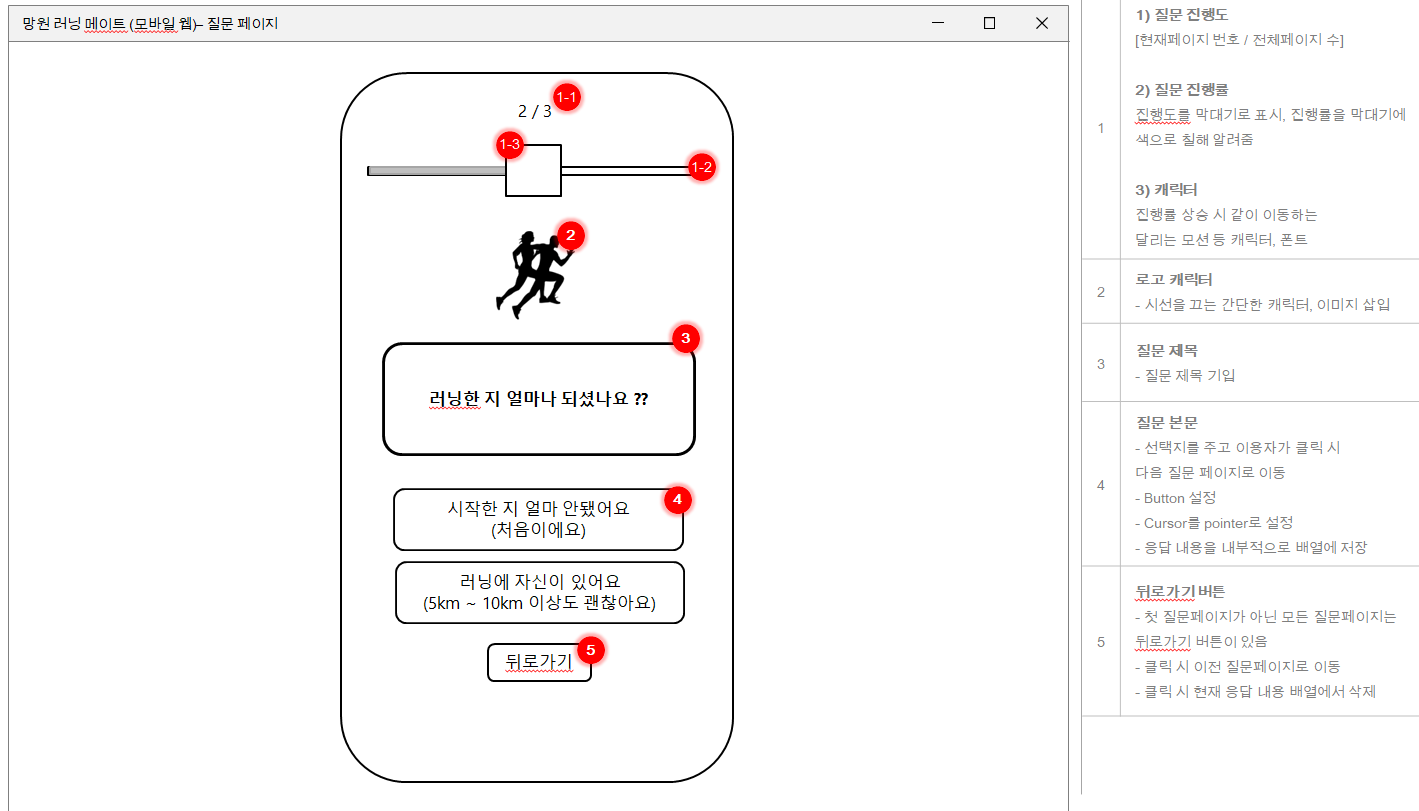 망원 러닝 메이트 (모바일 웹)– 질문 페이지
2 / 3
1-1
1-3
1-2
2
3
러닝한 지 얼마나 되셨나요 ??
4
시작한 지 얼마 안됐어요
(처음이에요)
러닝에 자신이 있어요
(5km ~ 10km 이상도 괜찮아요)
5
뒤로가기
1
1) 질문 진행도
[현재페이지 번호 / 전체페이지 수]
2) 질문 진행률
진행도를 막대기로 표시, 진행률을 막대기에
색으로 칠해 알려줌
3) 캐릭터
진행률 상승 시 같이 이동하는
달리는 모션 등 캐릭터, 폰트
2
로고 캐릭터
- 시선을 끄는 간단한 캐릭터, 이미지 삽입
3
질문 제목
- 질문 제목 기입
4
질문 본문
- 선택지를 주고 이용자가 클릭 시
다음 질문 페이지로 이동
- Button 설정
- Cursor를 pointer로 설정
- 응답 내용을 내부적으로 배열에 저장
5
뒤로가기 버튼
- 첫 질문페이지가 아닌 모든 질문페이지는
뒤로가기 버튼이 있음
- 클릭 시 이전 질문페이지로 이동
- 클릭 시 현재 응답 내용 배열에서 삭제